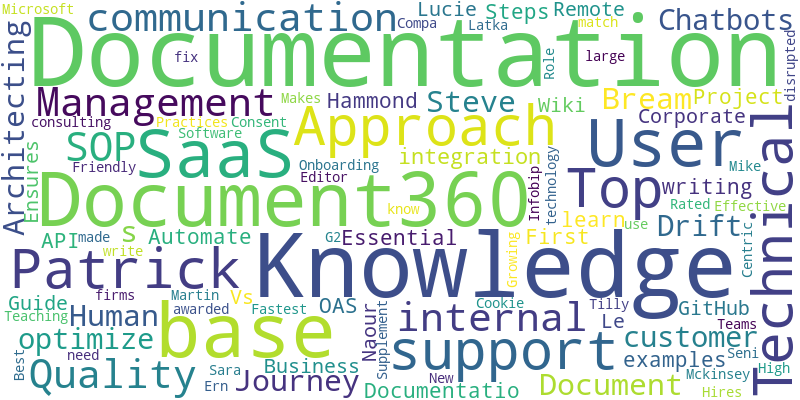 Microsoft
communication
Lucie
Steps
Remote
Compa
Latka
match
Chatbots
Documentation
fix
Role
large
disrupted
Architecting
Management
Makes
Hammond
Steve
Wiki
Bream
Project
consulting
Practices
Consent
Software
Approach
Corporate
SOP
SaaS
User
Ensures
Friendly
Onboarding
Editor
integration
technology
Mike
Document360
Top
writing
Rated
Effective
Infobip
know
learn
use
Technical
API
made
s
Automate
G2
Essential
First
Drift
Centric
write
Patrick
Knowledge
Growing
Vs
firms
Martin
Guide
Teaching
Human
awarded
Fastest
OAS
Cookie
Tilly
GitHub
base
Naour
Supplement
internal
Le
Teams
optimize
need
support
customer
Seni
Best
Quality
Sara
Ern
Business
Journey
Documentatio
New
Document
examples
Mckinsey
High
Hires